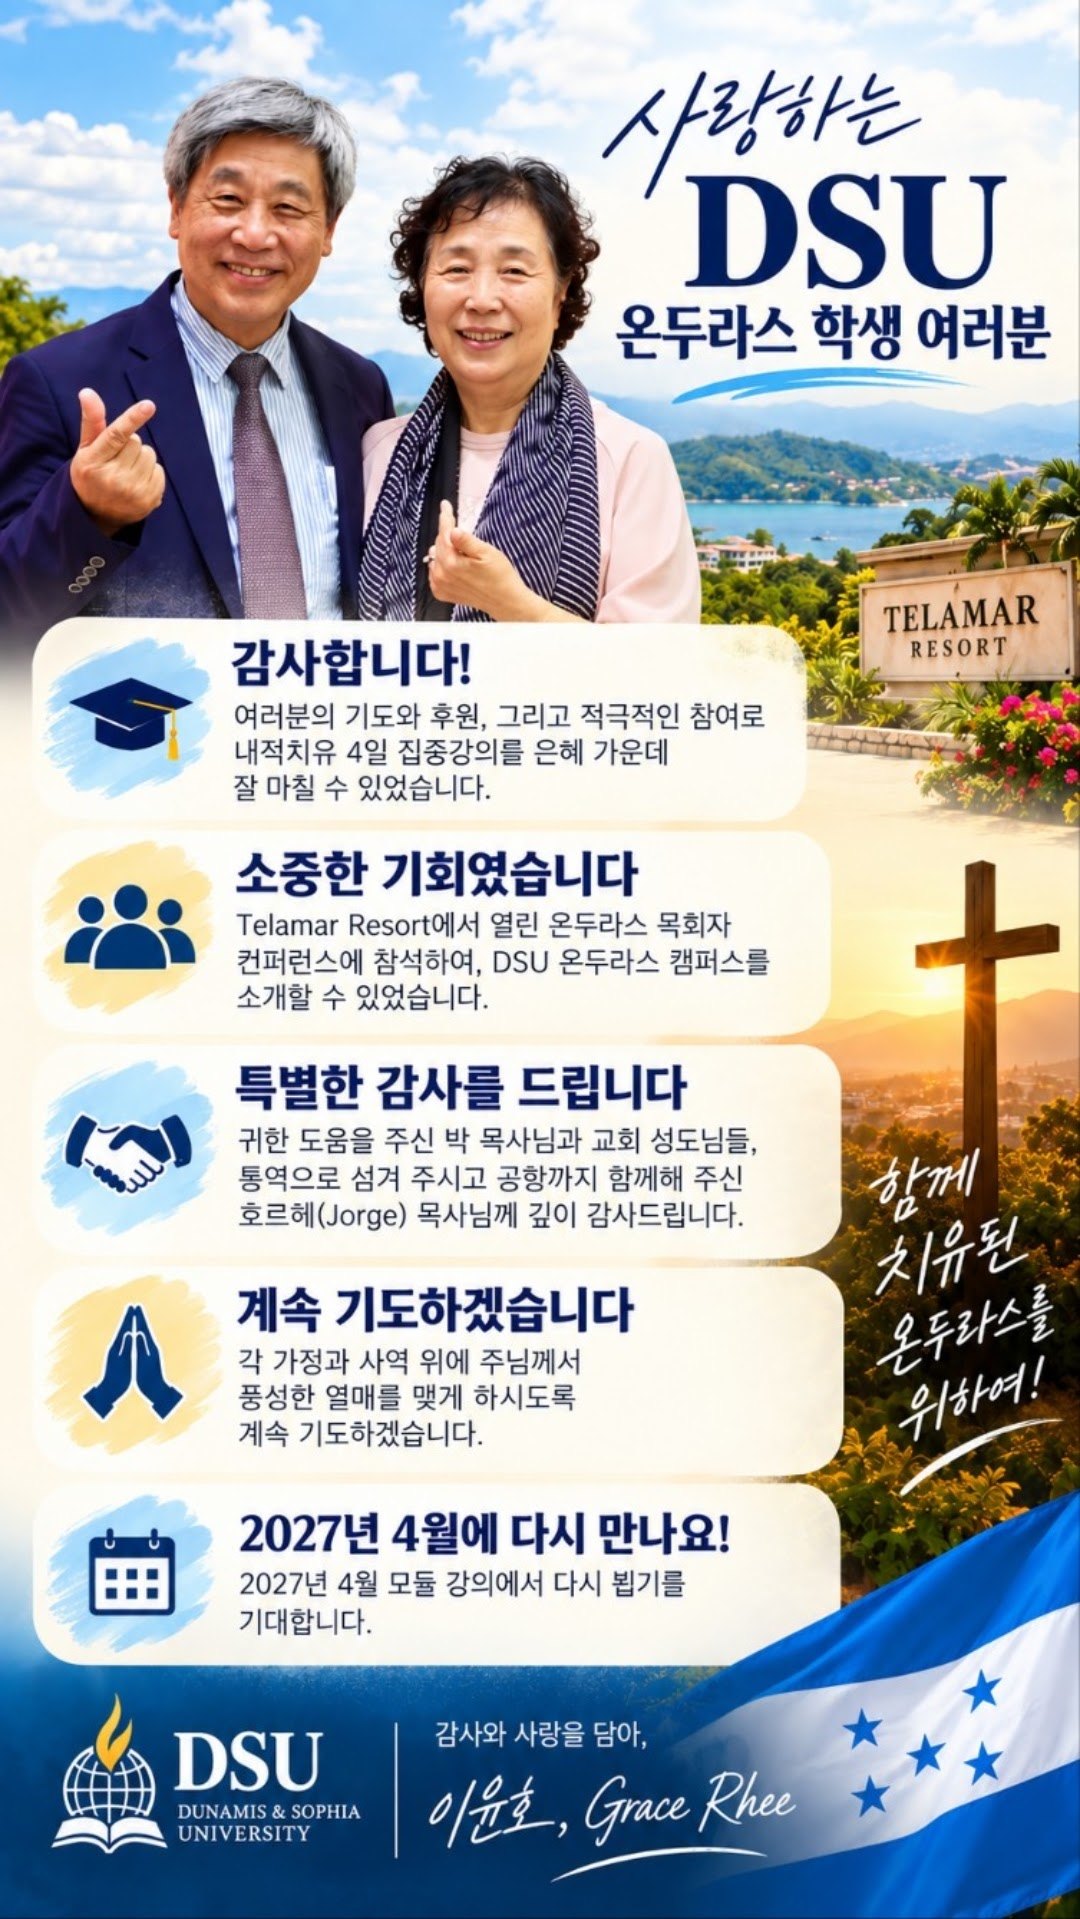 사랑하는
DSU
온두라스 학생 여러분
TELAMAR
RESORT
감사합니다!
여러분의 기도와 후원, 그리고 적극적인 참여로
내적치유 4일 집중강의를 은혜 가운데
잘 마칠 수 있었습니다.
소중한 기회였습니다
Telamar Resort에서 열린 온두라스 목회자
컨퍼런스에 참석하여, DSU 온두라스 캠퍼스를
소개할 수 있었습니다.
특별한 감사를 드립니다
귀한 도움을 주신 박 목사님과 교회 성도님들,
통역으로 섬겨 주시고 공항까지 함께해 주신
호르헤(Jorge) 목사님께 깊이 감사드립니다.
함께
치유된
온두라스를
위하여!
계속 기도하겠습니다
각 가정과 사역 위에 주님께서
풍성한 열매를 맺게 하시도록
계속 기도하겠습니다.
2027년 4월에 다시 만나요!
2027년 4월 모듈 강의에서 다시 뵙기를
기대합니다.
DSU
DUNAMIS & SOPHIA
UNIVERSITY
감사와 사랑을 담아,
이윤호, Grace Rhee